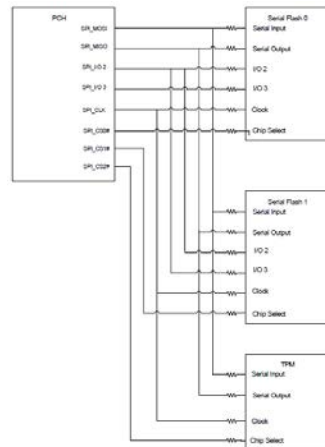 PCH
SPI_MOSI
SPI_MISO
SPI_I/O 2
SPI_I/O 3
SPI_CLK
SPI_CS0#
SPI_CS1#
SPI_CS2#
Serial Flash 0
Serial Input
Serial Output
I/O 2
I/O 3
Clock
Chip Select
Serial Flash 1
Serial Input
Serial Output
I/O 2
I/O 3
Clock
Chip Select
TPM
Serial Input
Serial Output
Clock
Chip Select